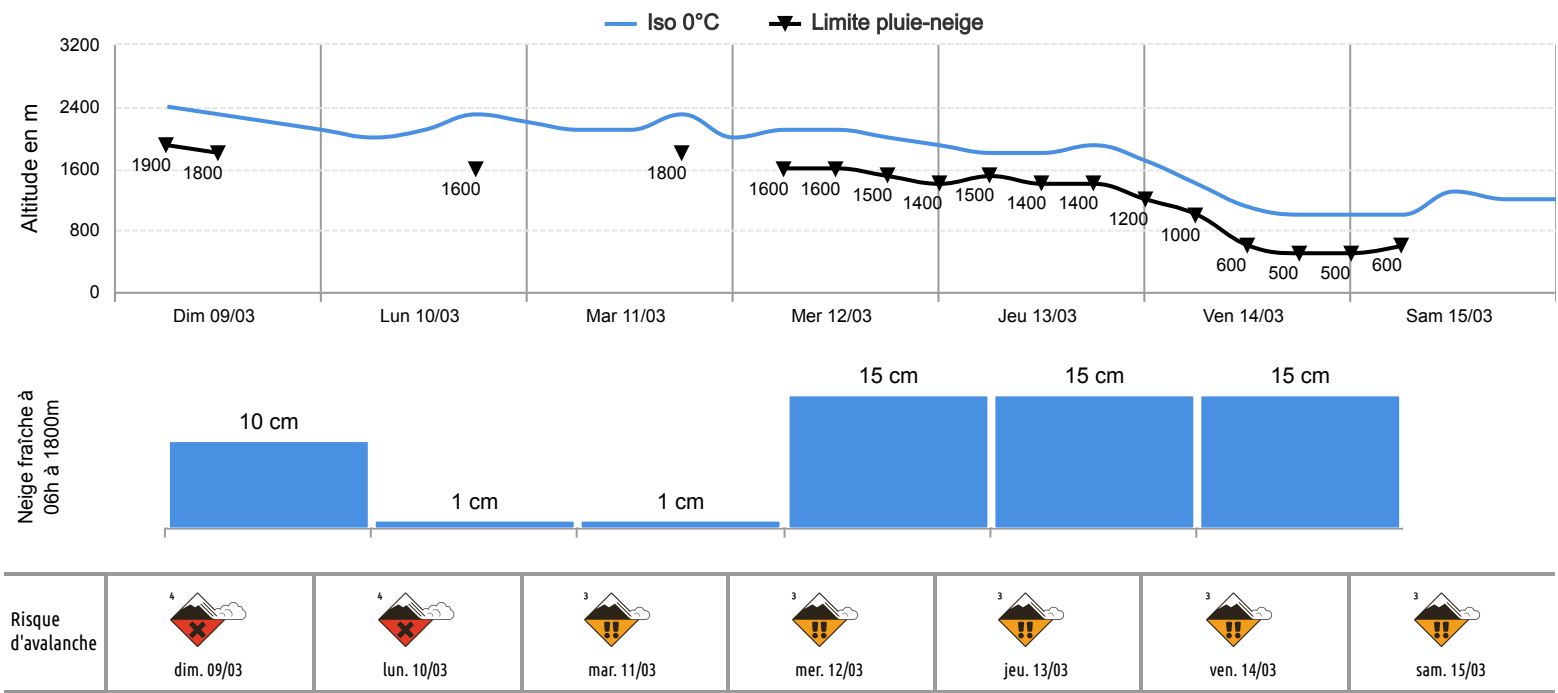 Iso 0°C Limite pluie-neige
Altitude en m
3200
2400
1600
800
0
1900
1800
1600
1800
1600
1600
1500
1400
1500
1400
1400
1200
1000
600
500
500
600
Dim 09/03 Lun 10/03 Mar 11/03 Mer 12/03 Jeu 13/03 Ven 14/03 Sam 15/03
Neige fraîche à
06h à 1800m
10 cm
1 cm
1 cm
15 cm
15 cm
15 cm
Risque
d'avalanche
4 4 3 3 3 3 3
dim. 09/03 lun. 10/03 mar. 11/03 mer. 12/03 jeu. 13/03 ven. 14/03 sam. 15/03